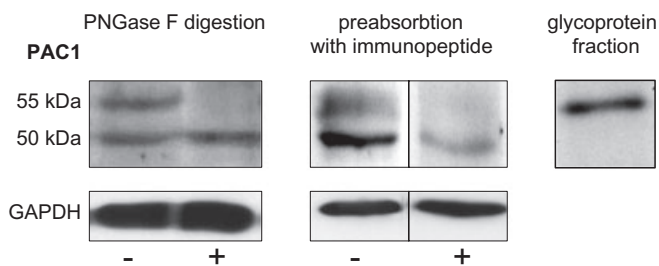 PNGase F digestion
preabsorbtion
with immunopeptide
glycoprotein
fraction
PAC1
55 kDa
50 kDa
GAPDH
- + - +